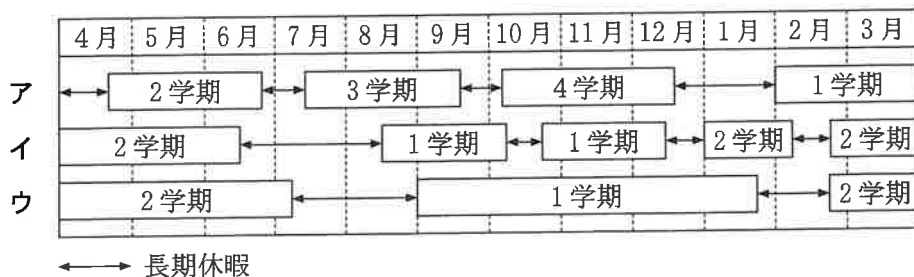 4月 5月 6月 7月 8月 9月 10月 11月 12月 1月 2月 3月
ア 2学期 3学期 4学期 1学期
イ 2学期 1学期 1学期 2学期 2学期
ウ 2学期 1学期 2学期
長期休暇